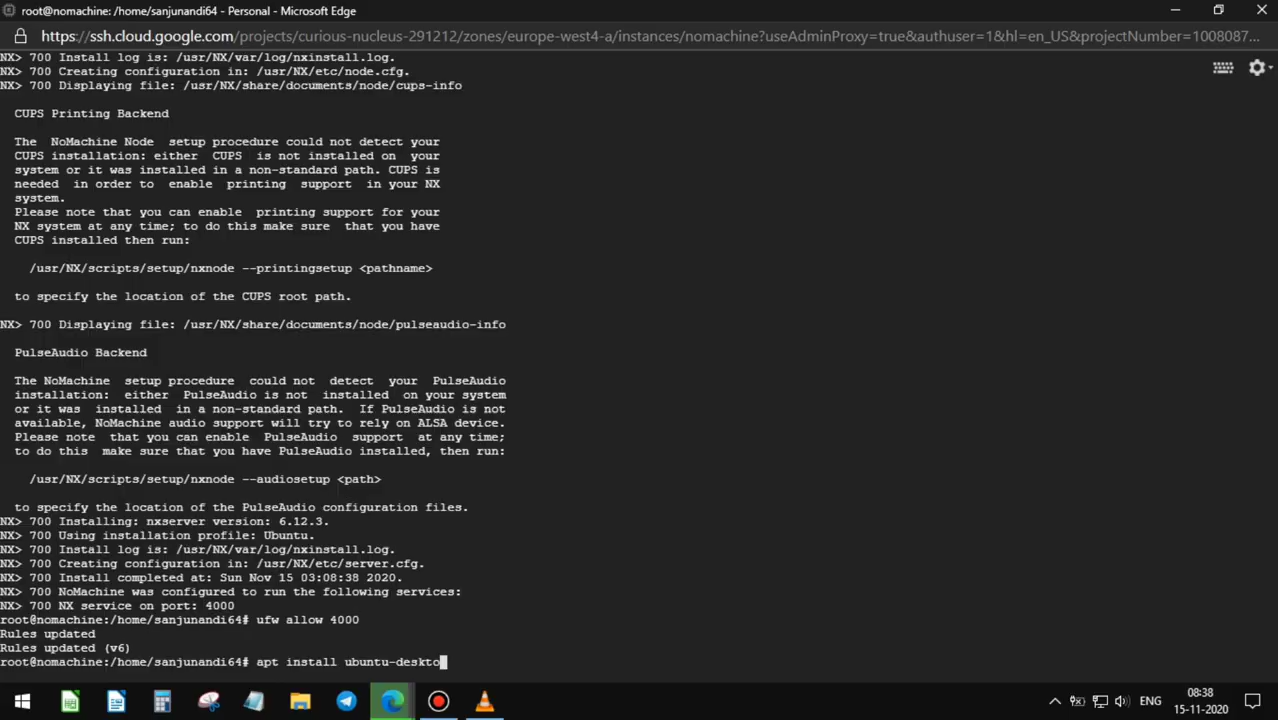 root@nomachine: /home/sanjunandi64 - Personal - Microsoft Edge
https://ssh.cloud.google.com/projects/curious-nucleus-291212/zones/europe-west4-a/instances/nomachine?useAdminProxy=true&authuser=1&hl=en_US&projectNumber=1008087...
NX> 700 Install log is: /usr/NX/var/log/nxinstall.log.
NX> 700 Creating configuration in: /usr/NX/etc/node.cfg.
NX> 700 Displaying file: /usr/NX/share/documents/node/cups-info
CUPS Printing Backend
The NoMachine Node setup procedure could not detect your
CUPS installation: either CUPS is not installed on your
system or it was installed in a non-standard path. CUPS is
needed in order to enable printing support in your NX
system.
Please note that you can enable printing support for your
NX system at any time; to do this make sure that you have
CUPS installed then run:
/usr/NX/scripts/setup/nxnode --printingsetup <pathname>
to specify the location of the CUPS root path.
NX> 700 Displaying file: /usr/NX/share/documents/node/pulseaudio-info
PulseAudio Backend
The NoMachine setup procedure could not detect your PulseAudio
installation: either PulseAudio is not installed on your system
or it was installed in a non-standard path. If PulseAudio is not
available, NoMachine audio support will try to rely on ALSA device.
Please note that you can enable PulseAudio support at any time;
to do this make sure that you have PulseAudio installed, then run:
/usr/NX/scripts/setup/nxnode --audiosetup <path>
to specify the location of the PulseAudio configuration files.
NX> 700 Installing: nxserver version: 6.12.3.
NX> 700 Using installation profile: Ubuntu.
NX> 700 Install log is: /usr/NX/var/log/nxinstall.log.
NX> 700 Creating configuration in: /usr/NX/etc/server.cfg.
NX> 700 Install completed at: Sun Nov 15 03:08:38 2020.
NX> 700 NoMachine was configured to run the following services:
NX> 700 NX service on port: 4000
root@nomachine:/home/sanjunandi64# ufw allow 4000
Rules updated
Rules updated (v6)
root@nomachine:/home/sanjunandi64# apt install ubuntu-deskto
ENG
08:38
15-11-2020